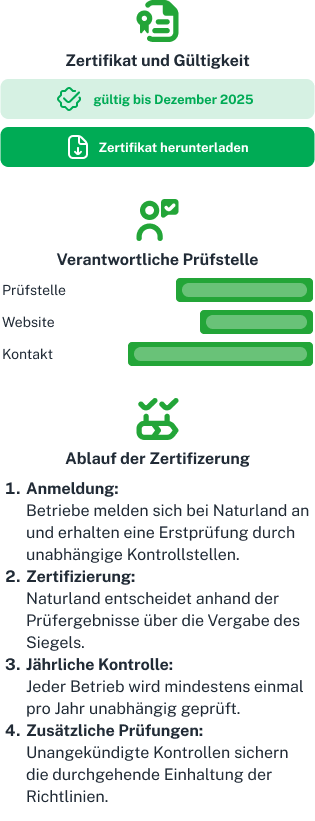 Zertifikat und Gültigkeit
gültig bis Dezember 2025
Zertifikat herunterladen
Verantwortliche Prüfstelle
Prüfstelle
Website
Kontakt
Ablauf der Zertifizerung
1. Anmeldung:
Betriebe melden sich bei Naturland an
und erhalten eine Erstprüfung durch
unabhängige Kontrollstellen.
2. Zertifizierung:
Naturland entscheidet anhand der
Prüfergebnisse über die Vergabe des
Siegels.
3. Jährliche Kontrolle:
Jeder Betrieb wird mindestens einmal
pro Jahr unabhängig geprüft.
4. Zusätzliche Prüfungen:
Unangekündigte Kontrollen sichern
die durchgehende Einhaltung der
Richtlinien.